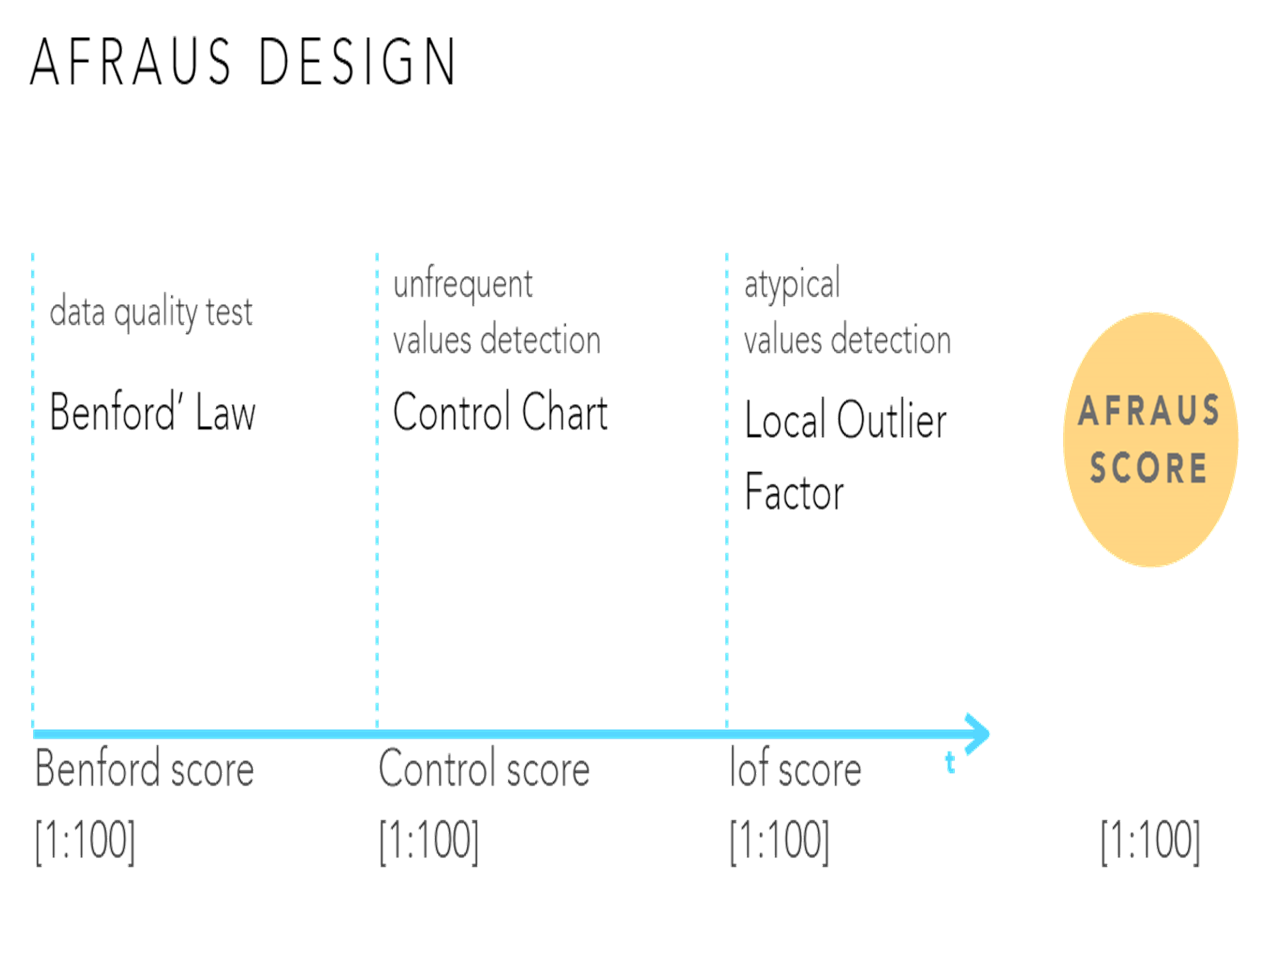 AFRAUS DESIGN
data quality test
Benford’ Law
unfrequent
values detection
Control Chart
atypical
values detection
Local Outlier
Factor
AFRAUS
SCORE
t
Benford score
[1:100]
Control score
[1:100]
lof score
[1:100]
[1:100]